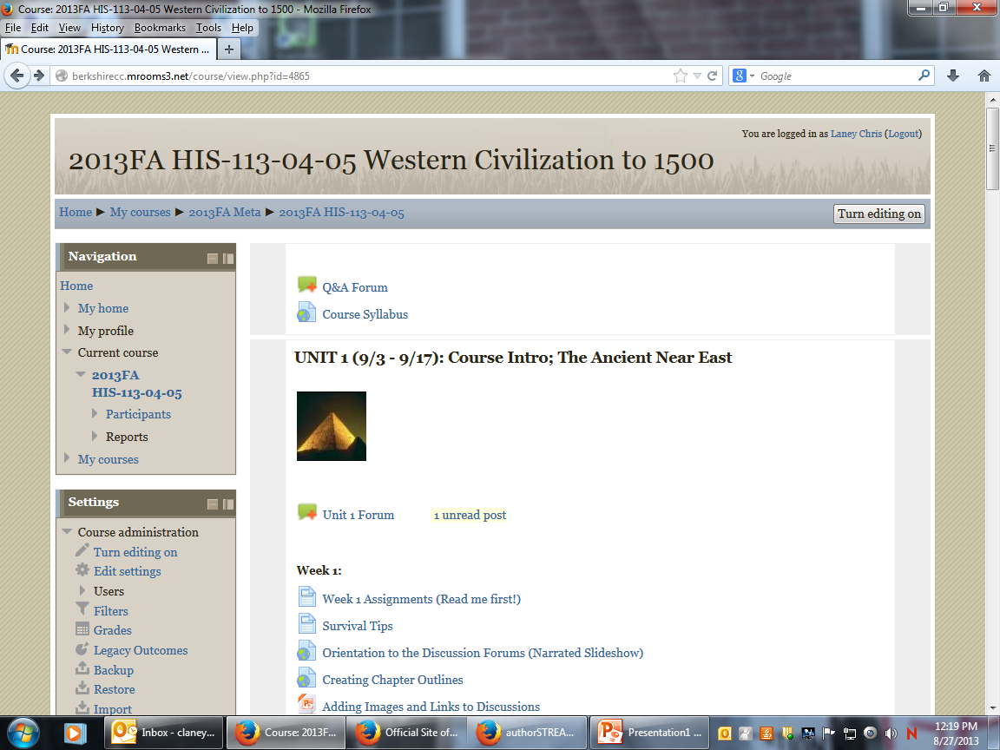 Course: 2013FA HIS-113-04-05 Western Civilization to 1500 - Mozilla Firefox
File Edit View History Bookmarks Tools Help
Course: 2013FA HIS-113-04-05 Western ...
berkshirecc.mrooms3.net/course/view.php?id=4865
Google
You are logged in as Laney Chris (Logout)
2013FA HIS-113-04-05 Western Civilization to 1500
Home ► My courses ► 2013FA Meta ► 2013FA HIS-113-04-05
Turn editing on
Navigation
Home
My home
My profile
Current course
2013FA
HIS-113-04-05
Participants
Reports
My courses
Settings
Course administration
Turn editing on
Edit settings
Users
Filters
Grades
Legacy Outcomes
Backup
Restore
Import
Q&A Forum
Course Syllabus
UNIT 1 (9/3 - 9/17): Course Intro; The Ancient Near East
Unit 1 Forum 1 unread post
Week 1:
Week 1 Assignments (Read me first!)
Survival Tips
Orientation to the Discussion Forums (Narrated Slideshow)
Creating Chapter Outlines
Adding Images and Links to Discussions
Inbox - claney...
Course: 2013F...
Official Site of...
authorSTREA...
Presentation1 ...
12:19 PM
8/27/2013